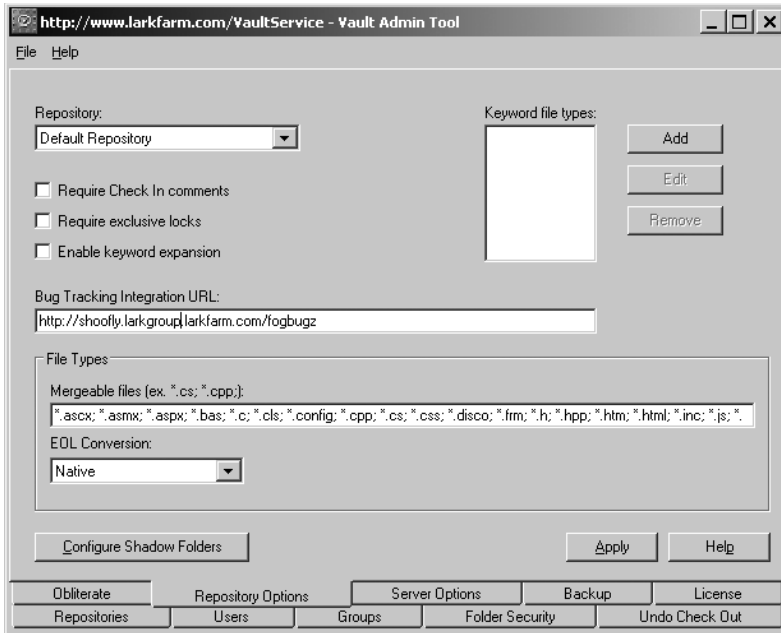 http://www.larkfarm.com/VaultService - Vault Admin Tool
File Help
Repository:
Default Repository
Keyword file types:
Add
Edit
Remove
Require Check In comments
Require exclusive locks
Enable keyword expansion
Bug Tracking Integration URL:
http://shoofly.larkgroup.larkfarm.com/fogbugz
File Types
Mergeable files (ex. *.cs; *.cpp;):
*.ascx; *.asmx; *.aspx; *.bas; *.c; *.cls; *.config; *.cpp; *.cs; *.css; *.disco; *.frm; *.h; *.hpp; *.htm; *.html; *.inc; *.js; *.
EOL Conversion:
Native
Configure Shadow Folders
Apply
Help
Obliterate Repository Options Server Options Backup License
Repositories Users Groups Folder Security Undo Check Out